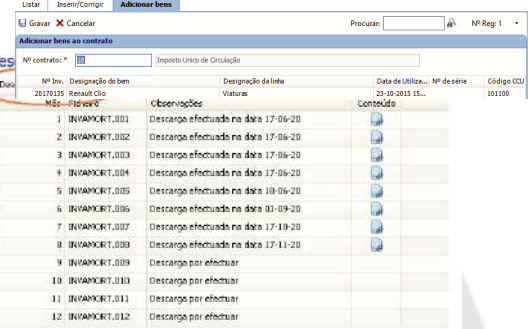 Listar Inserir/Corrigir Adicionar bens
Gravar Cancelar Procurar: Nº Reg: 1
Adicionar bens ao contrato
Nº contrato: * 18 Imposto Unico de Circulação
Nº Inv. Designação do bem Designação da linha Data de Utiliza... Nº de série Código CCU
20170135 Renault Clio Viaturas 23-10-2015 15... 101100
Mês Ficheiro Observações Conteúdo
1 INVAMORT.001 Descarga efectuada na data 17-06-20
2 INVAMORT.002 Descarga efectuada na data 17-06-20
3 INVAMORT.003 Descarga efectuada na data 17-06-20
4 INVAMORT.004 Descarga efectuada na data 17-06-20
5 INVAMORT.005 Descarga efectuada na data 18-06-20
6 INVAMORT.006 Descarga efectuada na data 01-09-20
7 INVAMORT.007 Descarga efectuada na data 17-10-20
8 INVAMORT.008 Descarga efectuada na data 17-11-20
9 INVAMORT.009 Descarga por efectuar
10 INVAMORT.010 Descarga por efectuar
11 INVAMORT.011 Descarga por efectuar
12 INVAMORT.012 Descarga por efectuar